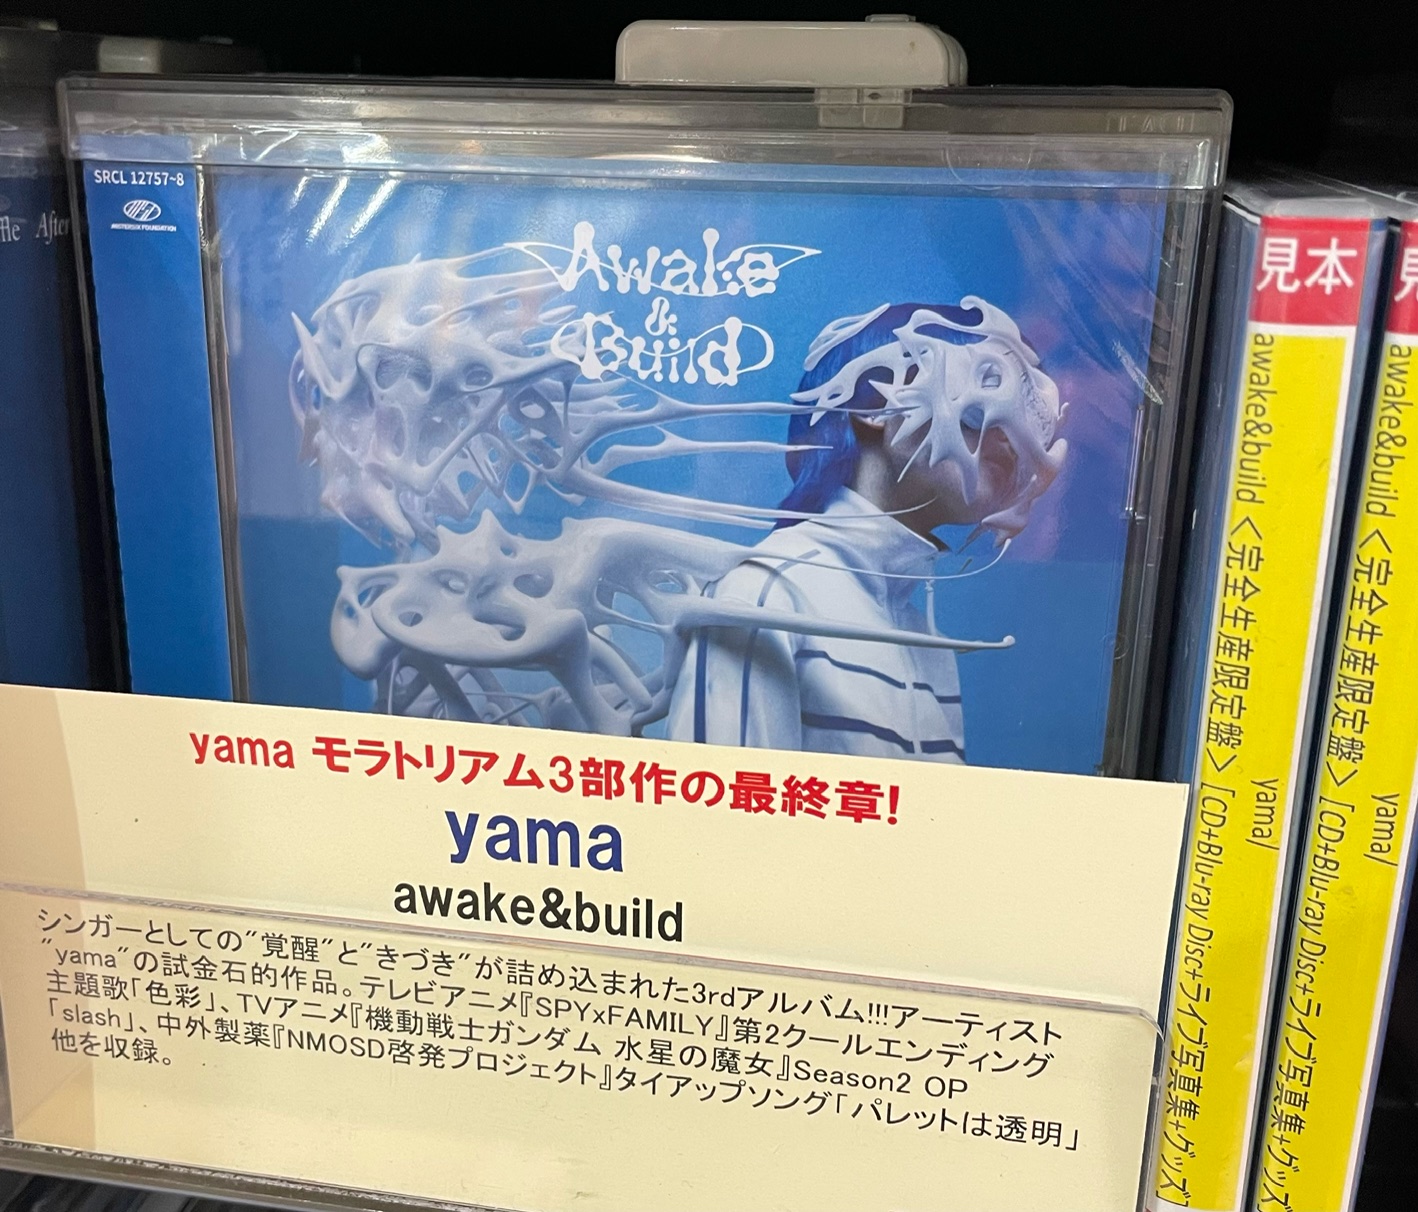 SRCL 12757~8
MASTERSIX FOUNDATION
Awake
&
Build
yama モラトリアム3部作の最終章!
yama
awake&build
シンガーとしての"覚醒"と"きづき"が詰め込まれた3rdアルバム!!!アーティスト
"yama"の試金石的作品。テレビアニメ『SPY×FAMILY』第2クールエンディング
主題歌「色彩」、TVアニメ『機動戦士ガンダム 水星の魔女』Season2 OP
「slash」、中外製薬『NMOSD啓発プロジェクト』タイアップソング「パレットは透明」
他を収録。
見本
yama/
awake&build <完全生産限定盤> [CD+Blu-ray Disc+ライブ写真集+グッズ]
yama/
awake&build <完全生産限定盤> [CD+Blu-ray Disc+ライブ写真集+グッズ]